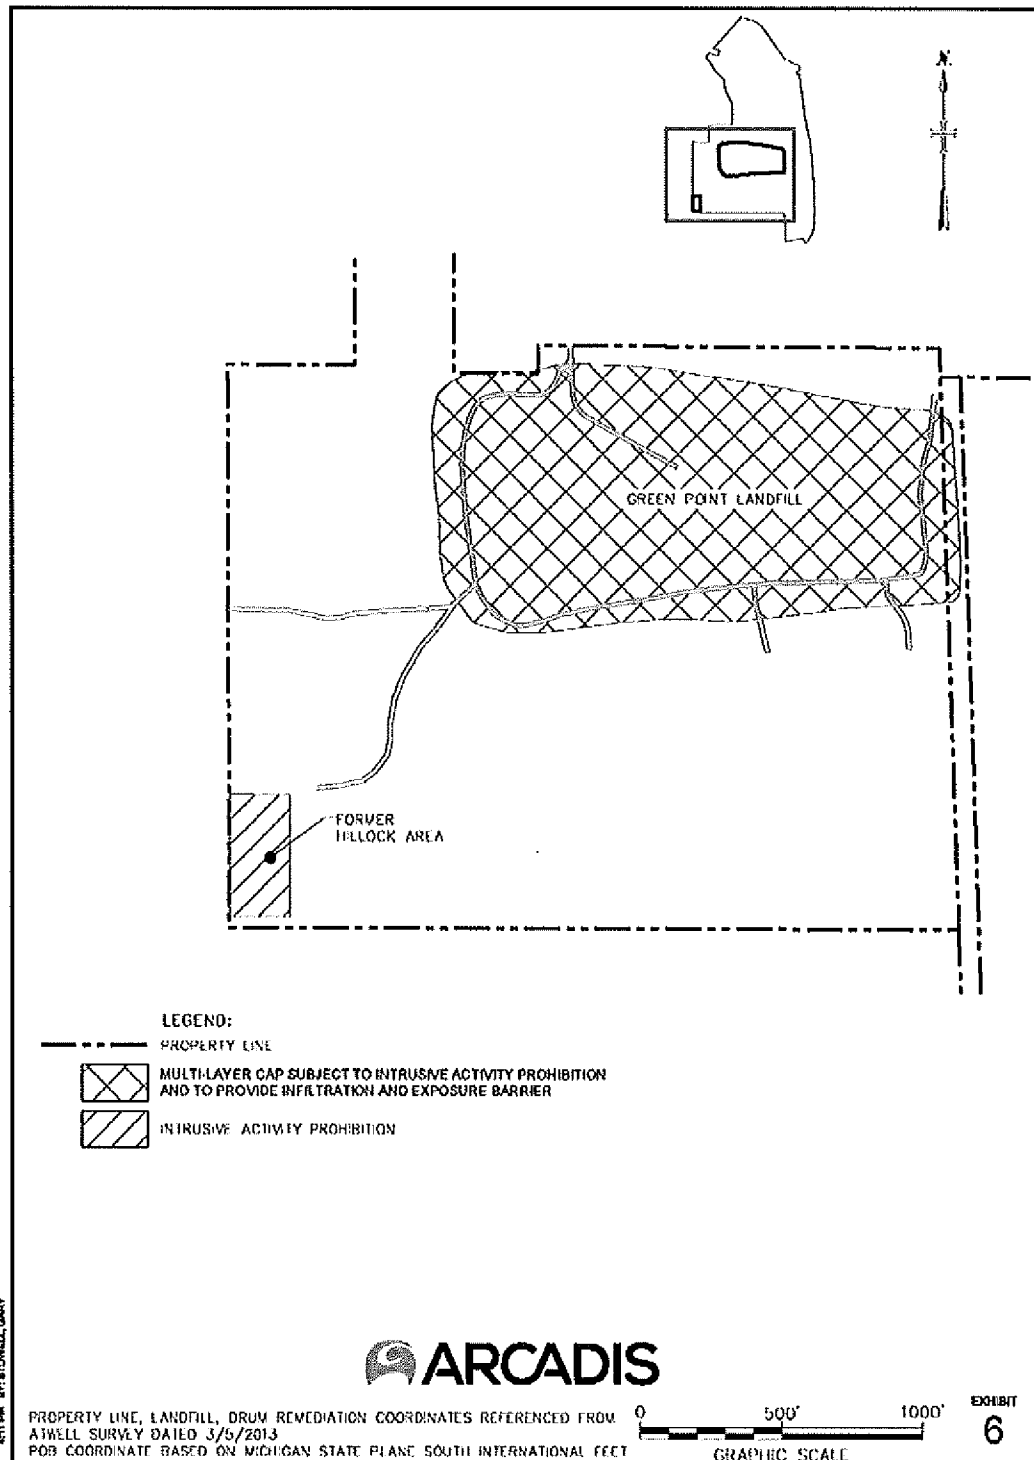 N
GREEN POINT LANDFILL
FORMER
HILLOCK AREA
LEGEND:
PROPERTY LINE
MULTI-LAYER CAP SUBJECT TO INTRUSIVE ACTIVITY PROHIBITION
AND TO PROVIDE INFILTRATION AND EXPOSURE BARRIER
INTRUSIVE ACTIVITY PROHIBITION
ARCADIS
PROPERTY LINE, LANDFILL, DRUM REMEDIATION COORDINATES REFERENCED FROM
ATWELL SURVEY DATED 3/5/2013
POB COORDINATE BASED ON MICHIGAN STATE PLANE SOUTH INTERNATIONAL FEET
0 500' 1000'
GRAPHIC SCALE
EXHIBIT
6